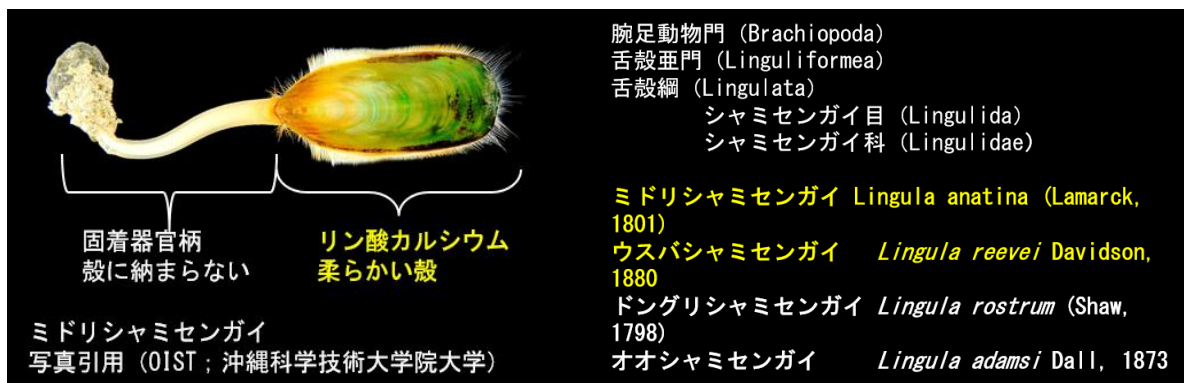 固着器官柄
殻に納まらない
リン酸カルシウム
柔らかい殻
ミドリシャミセンガイ
写真引用（OIST；沖縄科学技術大学院大学）
腕足動物門（Brachiopoda）
舌殻亜門（Linguliformea）
舌殻綱（Lingulata）
シャミセンガイ目（Lingulida）
シャミセンガイ科（Lingulidae）
ミドリシャミセンガイ Lingula anatina (Lamarck,
1801)
ウスバシャミセンガイ Lingula reevei Davidson,
1880
ドングリシャミセンガイ Lingula rostrum (Shaw,
1798)
オオシャミセンガイ Lingula adamsi Dall, 1873